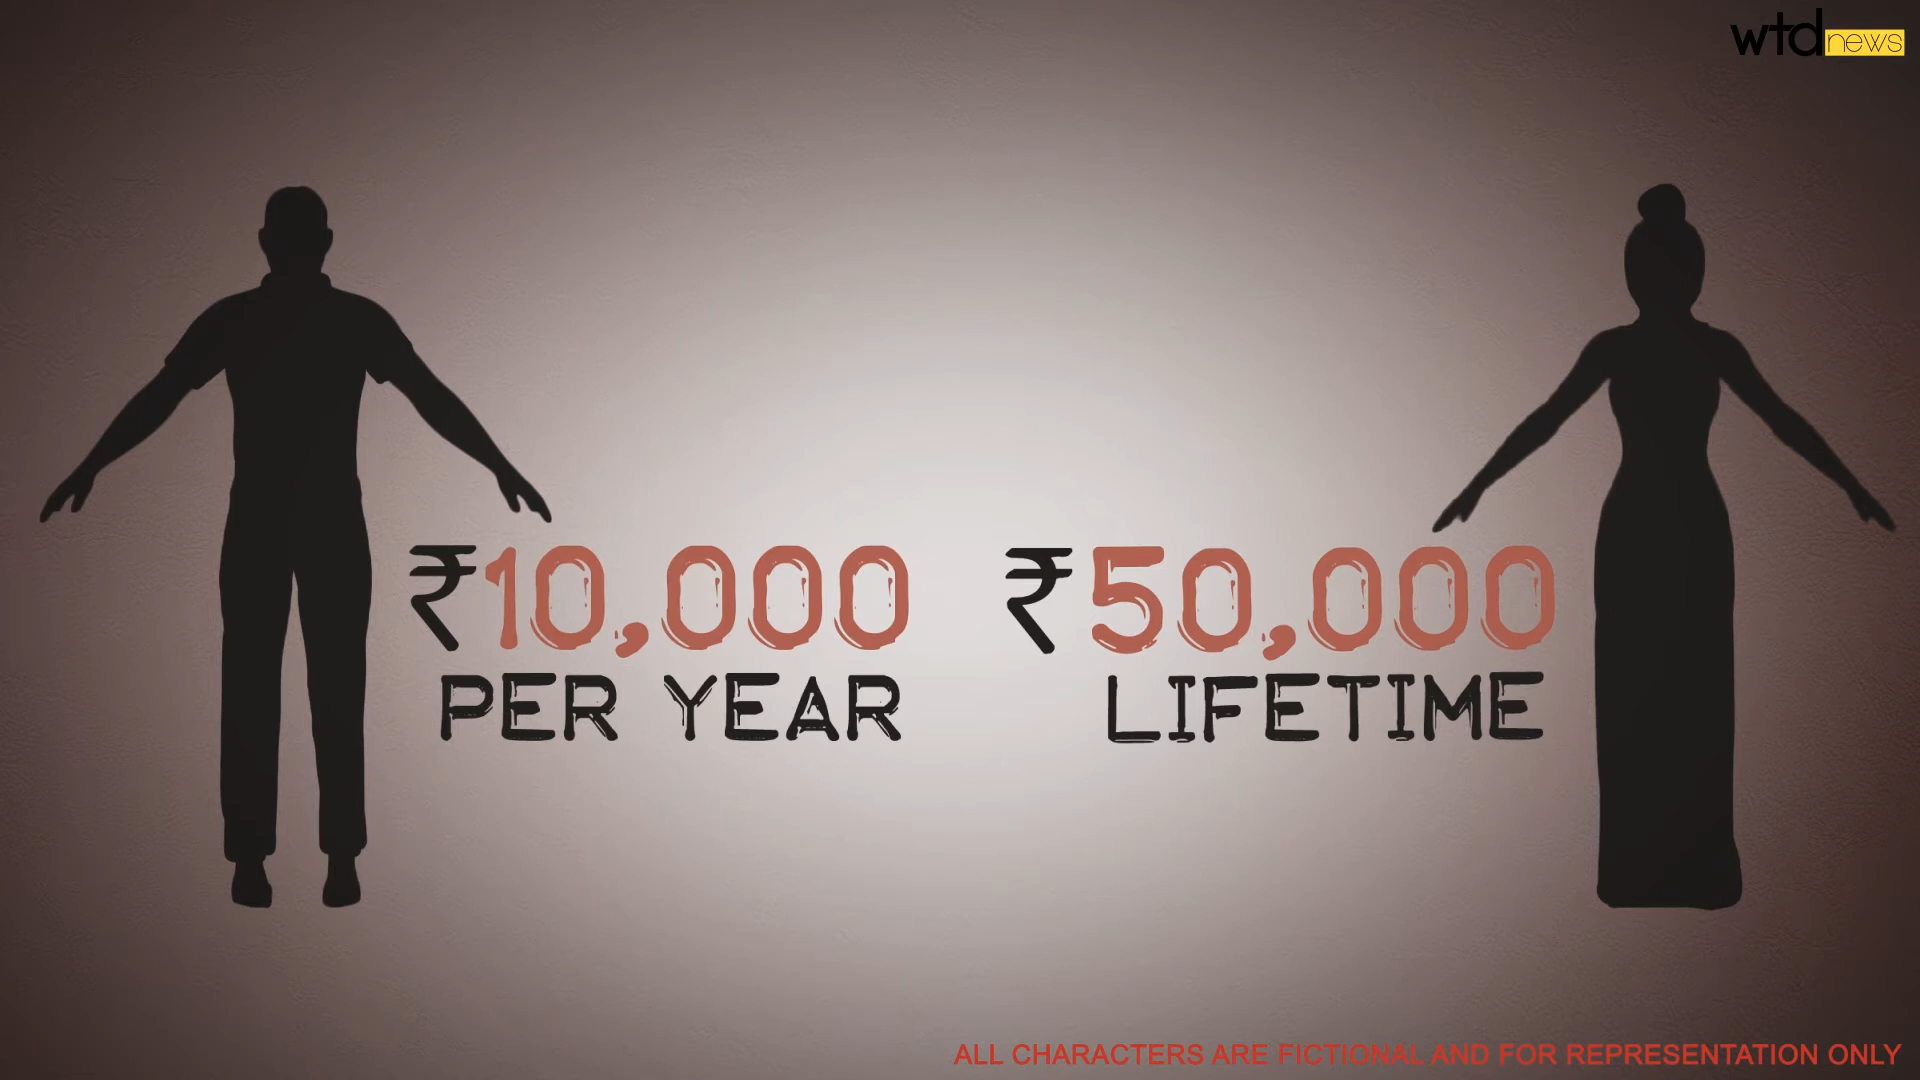 wtdnews
₹10,000
PER YEAR
₹50,000
LIFETIME
ALL CHARACTERS ARE FICTIONAL AND FOR REPRESENTATION ONLY